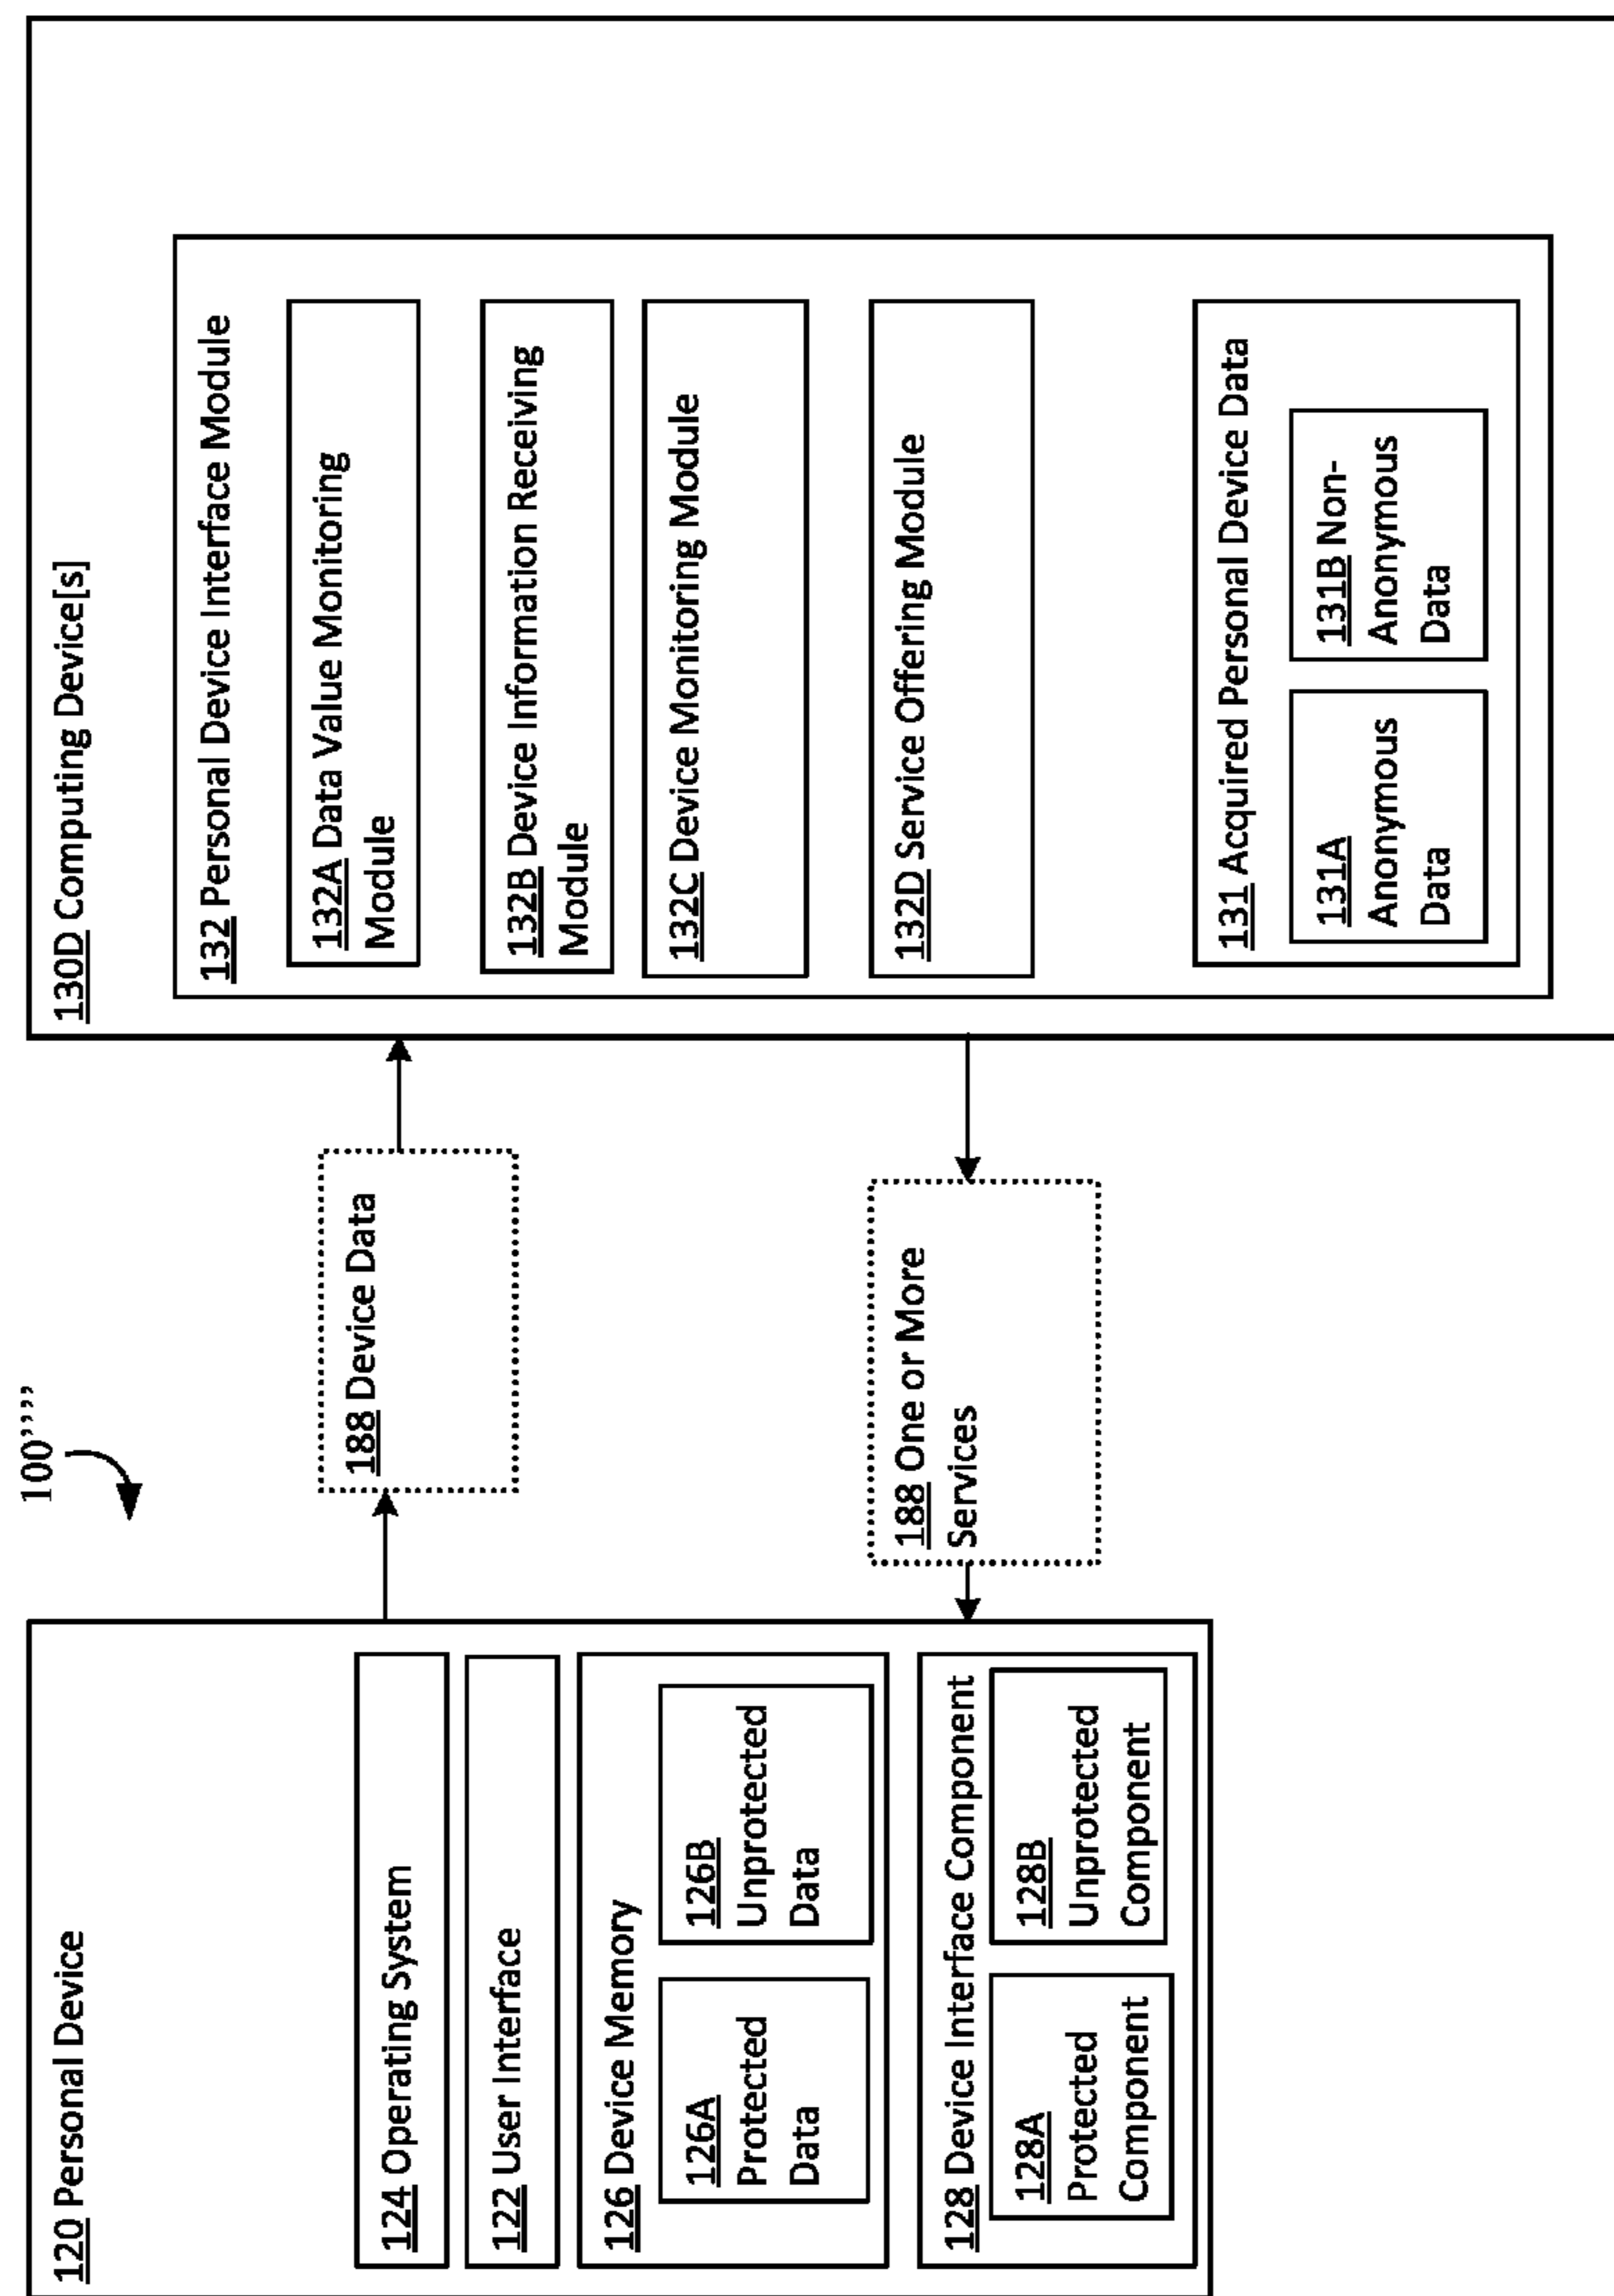 100''''
120 Personal Device
124 Operating System
122 User Interface
126 Device Memory
126A
Protected
Data
126B
Unprotected
Data
128 Device Interface Component
128A
Protected
Component
128B
Unprotected
Component
188 Device Data
188 One or More
Services
130D Computing Device[s]
132 Personal Device Interface Module
132A Data Value Monitoring
Module
132B Device Information Receiving
Module
132C Device Monitoring Module
132D Service Offering Module
131 Acquired Personal Device Data
131A
Anonymous
Data
131B Non-
Anonymous
Data